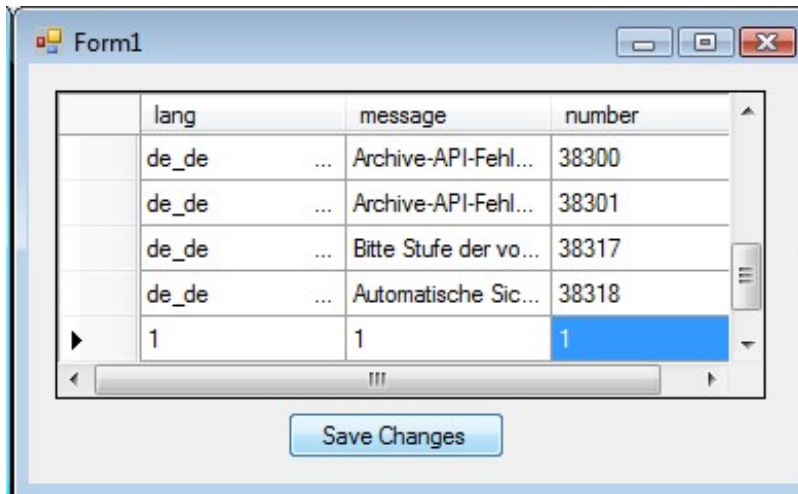 Form1
lang message number
de_de ... Archive-API-Fehl... 38300
de_de ... Archive-API-Fehl... 38301
de_de ... Bitte Stufe der vo... 38317
de_de ... Automatische Sic... 38318
1 1 1
Save Changes